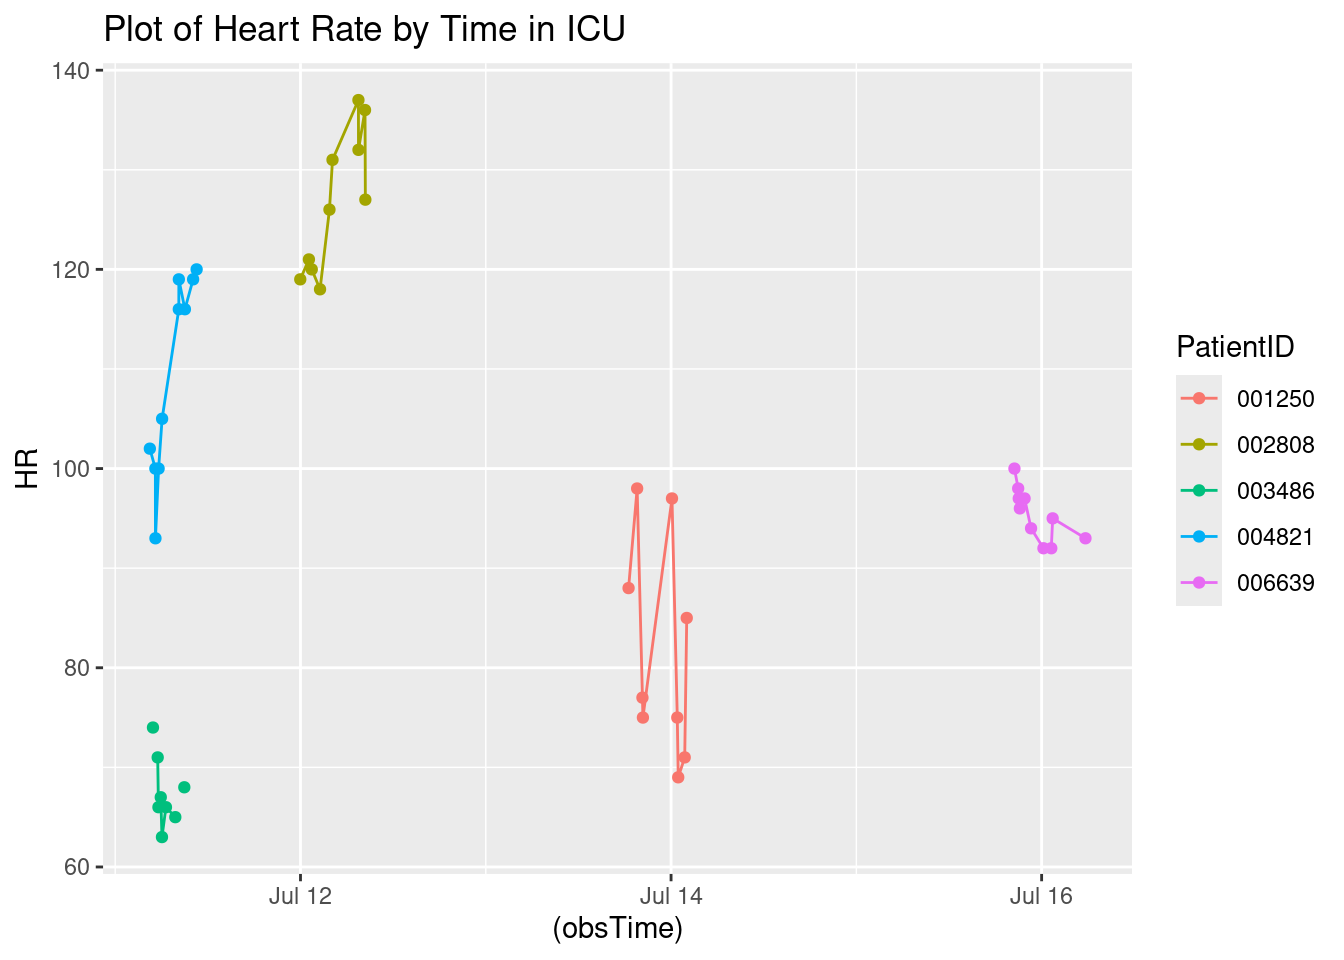 Plot of Heart Rate by Time in ICU
140
120
100
80
60
HR
Jul 12
Jul 14
Jul 16
(obsTime)
PatientID
001250
002808
003486
004821
006639